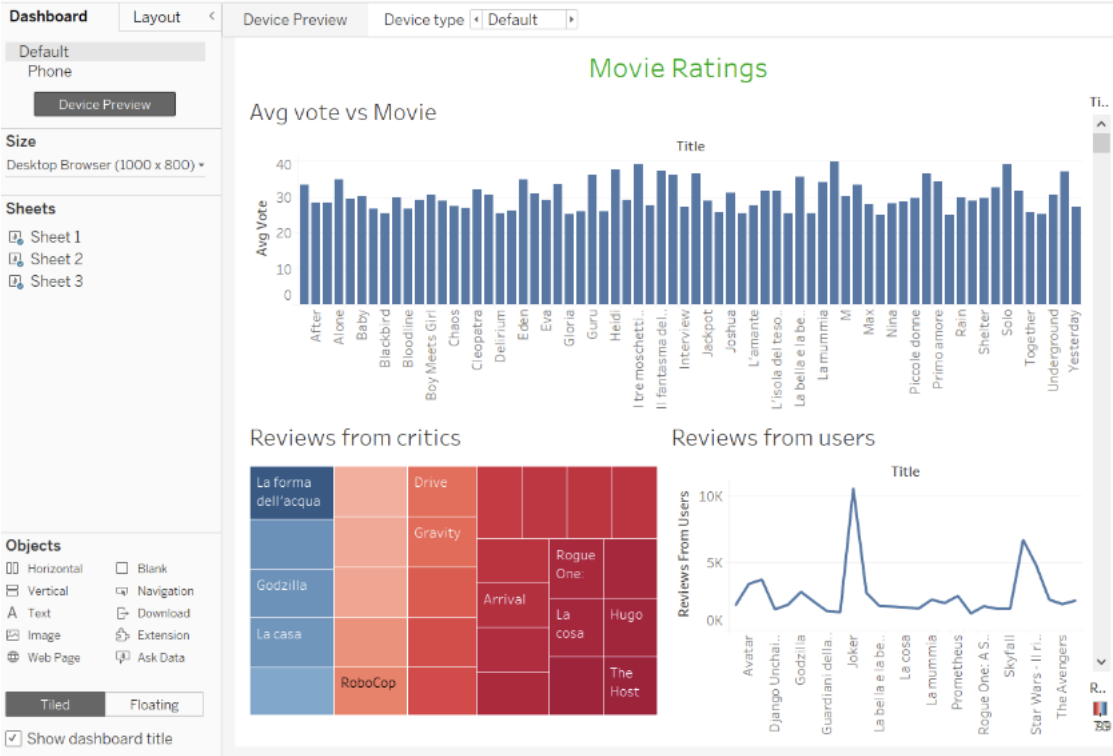 Dashboard
Layout
<
Device Preview
Device type
Default
Default
Phone
Device Preview
Size
Desktop Browser (1000 x 800)
Sheets
Sheet 1
Sheet 2
Sheet 3
Objects
Horizontal
Blank
Vertical
Navigation
A Text
Download
Image
Extension
Web Page
Ask Data
Tiled
Floating
Show dashboard title
Movie Ratings
Avg vote vs Movie
Ti..
Title
Avg Vote
40
30
20
10
0
After
Alone
Baby
Blackbird
Bloodline
Boy Meets Girl
Chaos
Cleopatra
Delirium
Eden
Eva
Gloria
Guru
Heidi
I tre moschetti..
Il fantasma del..
Interview
Jackpot
Joshua
L'amante
L'isola del teso..
La bella e la be..
La mummia
M
Max
Nina
Piccole donne
Primo amore
Rain
Shelter
Solo
Together
Underground
Yesterday
Reviews from critics
La forma
dell'acqua
Godzilla
La casa
RoboCop
Drive
Gravity
Arrival
Rogue
One:
La
cosa
Hugo
The
Host
Reviews from users
Title
Reviews From Users
10K
5K
0K
Avatar
Django Unchai..
Godzilla
Guardiani della..
Joker
La bella e la be..
La cosa
La mummia
Prometheus
Rogue One: A S..
Skyfall
Star Wars - Il ri..
The Avengers
R..